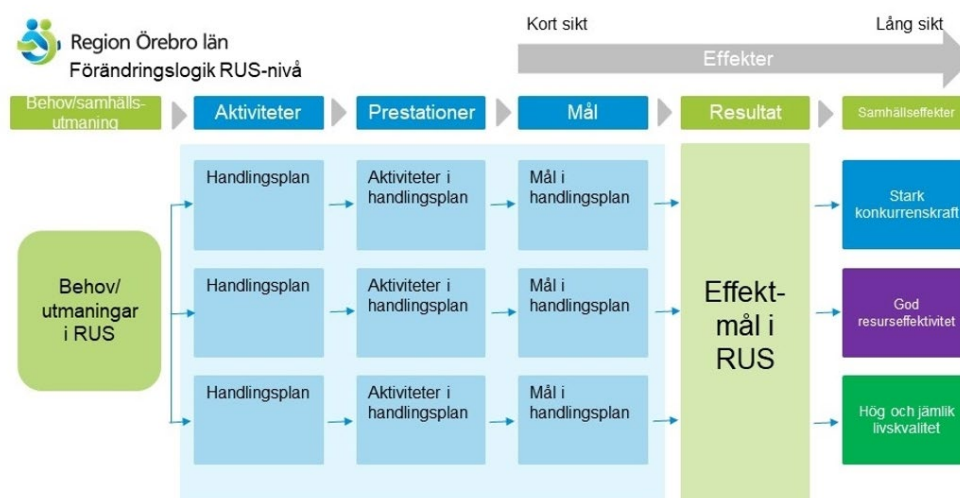 Region Örebro län
Förändringslogik RUS-nivå
Kort sikt
Lång sikt
Effekter
Behov/samhälls-
utmaning
Aktiviteter
Prestationer
Mål
Resultat
Samhällseffekter
Behov/
utmaningar
i RUS
Handlingsplan
Aktiviteter i
handlingsplan
Mål i
handlingsplan
Handlingsplan
Aktiviteter i
handlingsplan
Mål i
handlingsplan
Handlingsplan
Aktiviteter i
handlingsplan
Mål i
handlingsplan
Effekt-
mål i
RUS
Stark
konkurrenskraft
God
resurseffektivitet
Hög och jämlik
livskvalitet